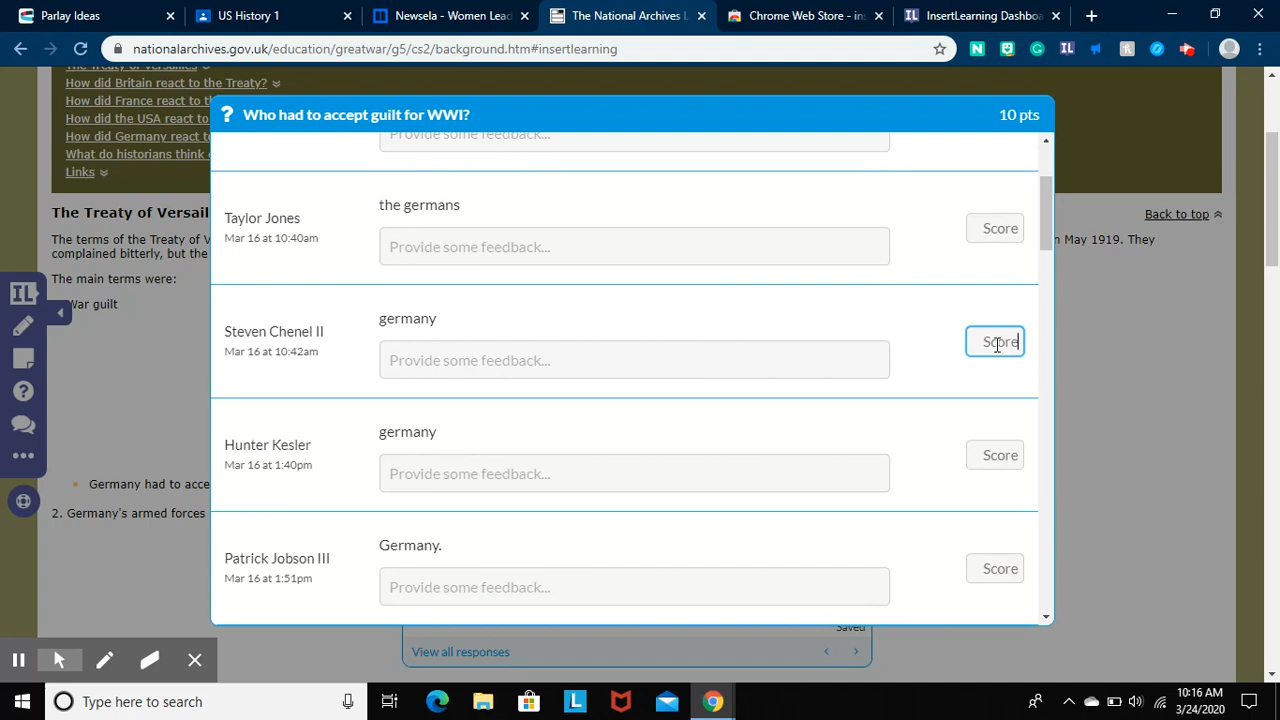 Parlay Ideas
US History 1
Newsela - Women Lead
The National Archives L
Chrome Web Store - ins
InsertLearning Dashboa
nationalarchives.gov.uk/education/greatwar/g5/cs2/background.htm#insertlearning
The Treaty of Versailles
How did Britain react to the Treaty?
How did France react to th
How did the USA react to
How did Germany react to
What do historians think
Links
Who had to accept guilt for WWI?
10 pts
Provide some feedback...
Taylor Jones
Mar 16 at 10:40am
the germans
Provide some feedback...
Score
Steven Chenel II
Mar 16 at 10:42am
germany
Provide some feedback...
Score
Hunter Kesler
Mar 16 at 1:40pm
germany
Provide some feedback...
Score
Patrick Jobson III
Mar 16 at 1:51pm
Germany.
Provide some feedback...
Score
The Treaty of Versail
Back to top
The terms of the Treaty of V
n May 1919. They
complained bitterly, but the
The main terms were:
War guilt
Germany had to acce
2. Germany's armed forces
Saved
View all responses
IL
Type here to search
10:16 AM
3/24/2020